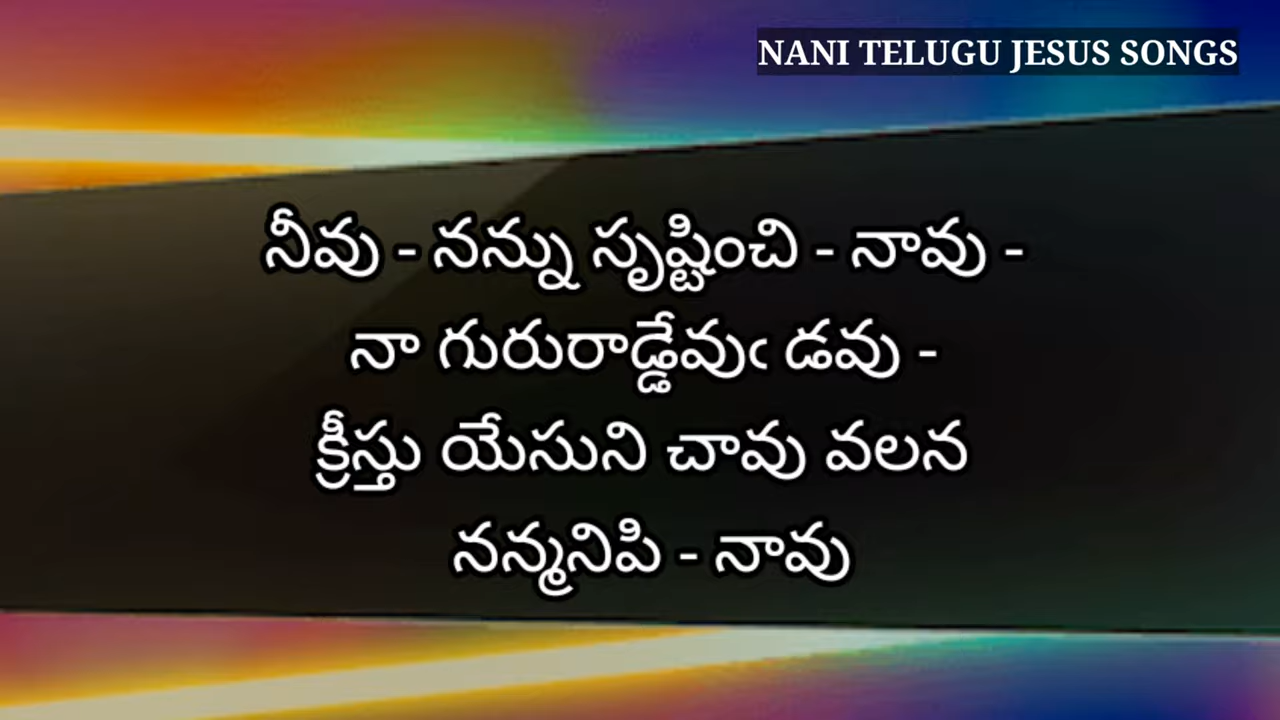 NANI TELUGU JESUS SONGS
నీవు - నన్ను సృష్టించి - నావు -
నా గురురాడ్డేవుఁ డవు -
క్రీస్తు యేసుని చావు వలన
నన్మనిపి - నావు